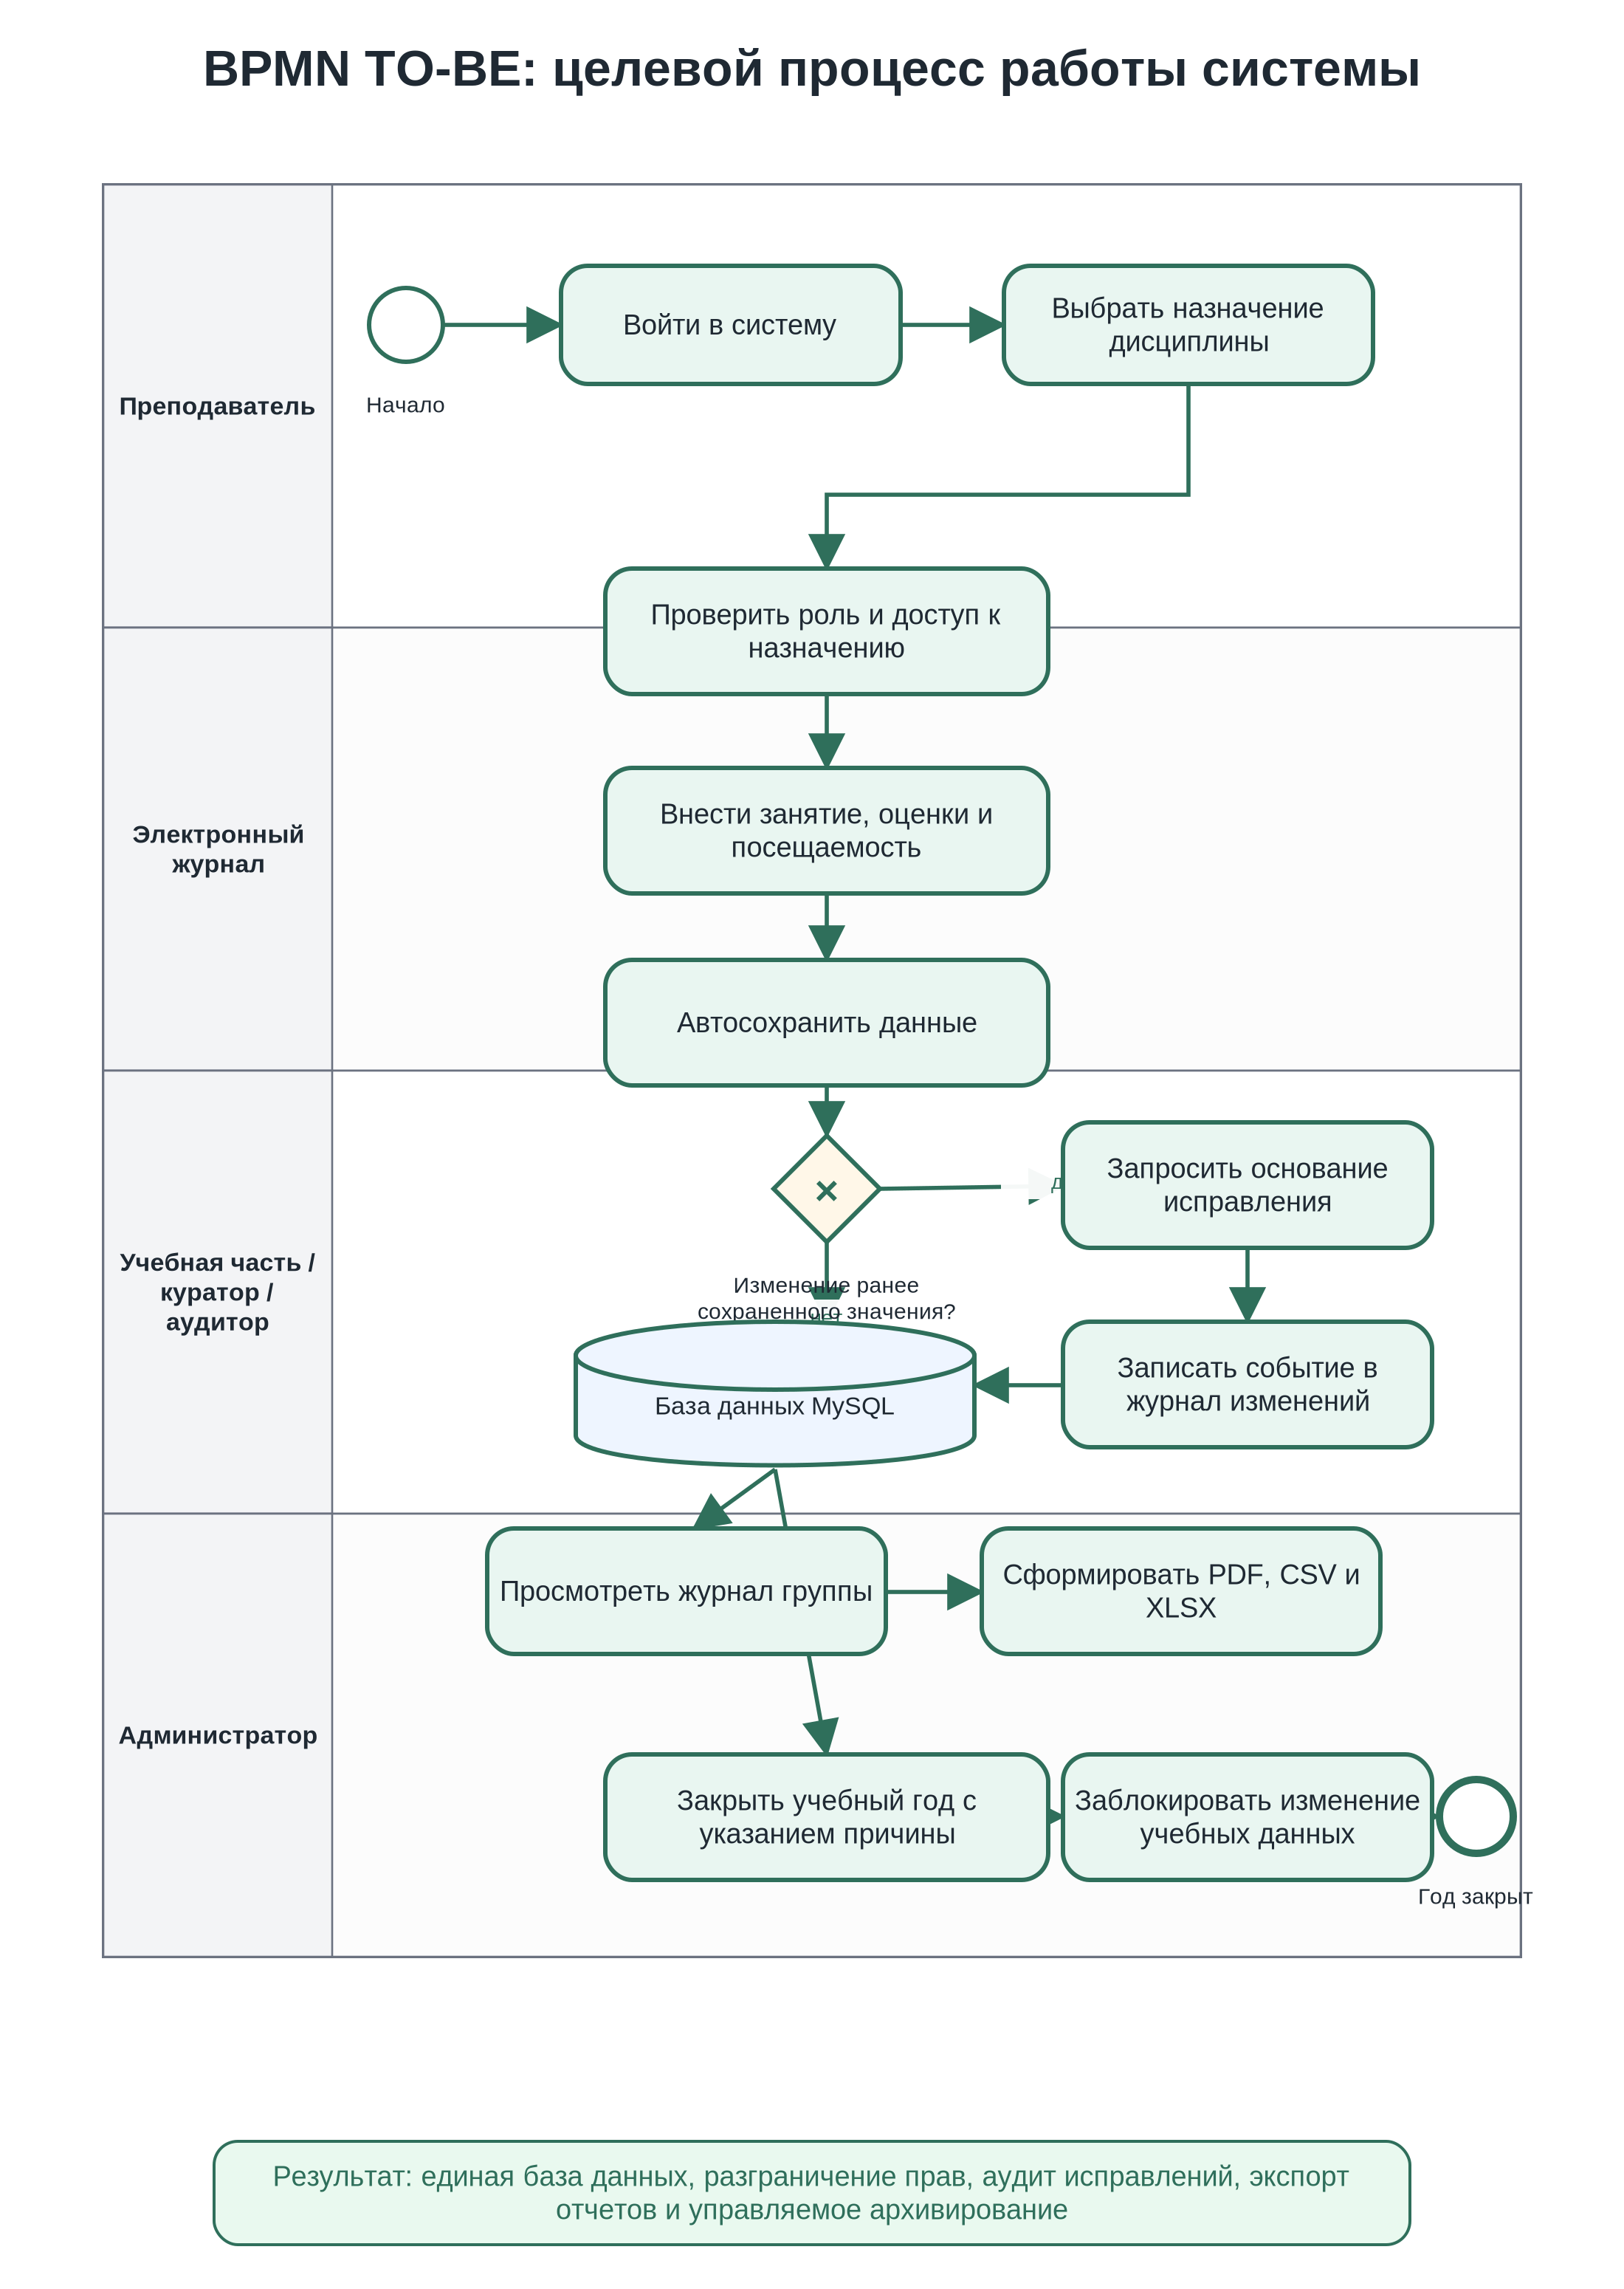 BPMN TO-BE: целевой процесс работы системы
Преподаватель
Начало
Войти в систему
Выбрать назначение
дисциплины
Проверить роль и доступ к
назначению
Электронный
журнал
Внести занятие, оценки и
посещаемость
Автосохранить данные
Учебная часть /
куратор /
аудитор
×
Запросить основание
исправления
Изменение ранее
сохраненного значения?
нет
База данных MySQL
Записать событие в
журнал изменений
Администратор
Просмотреть журнал группы
Сформировать PDF, CSV и
XLSX
Закрыть учебный год с
указанием причины
Заблокировать изменение
учебных данных
Год закрыт
Результат: единая база данных, разграничение прав, аудит исправлений, экспорт
отчетов и управляемое архивирование